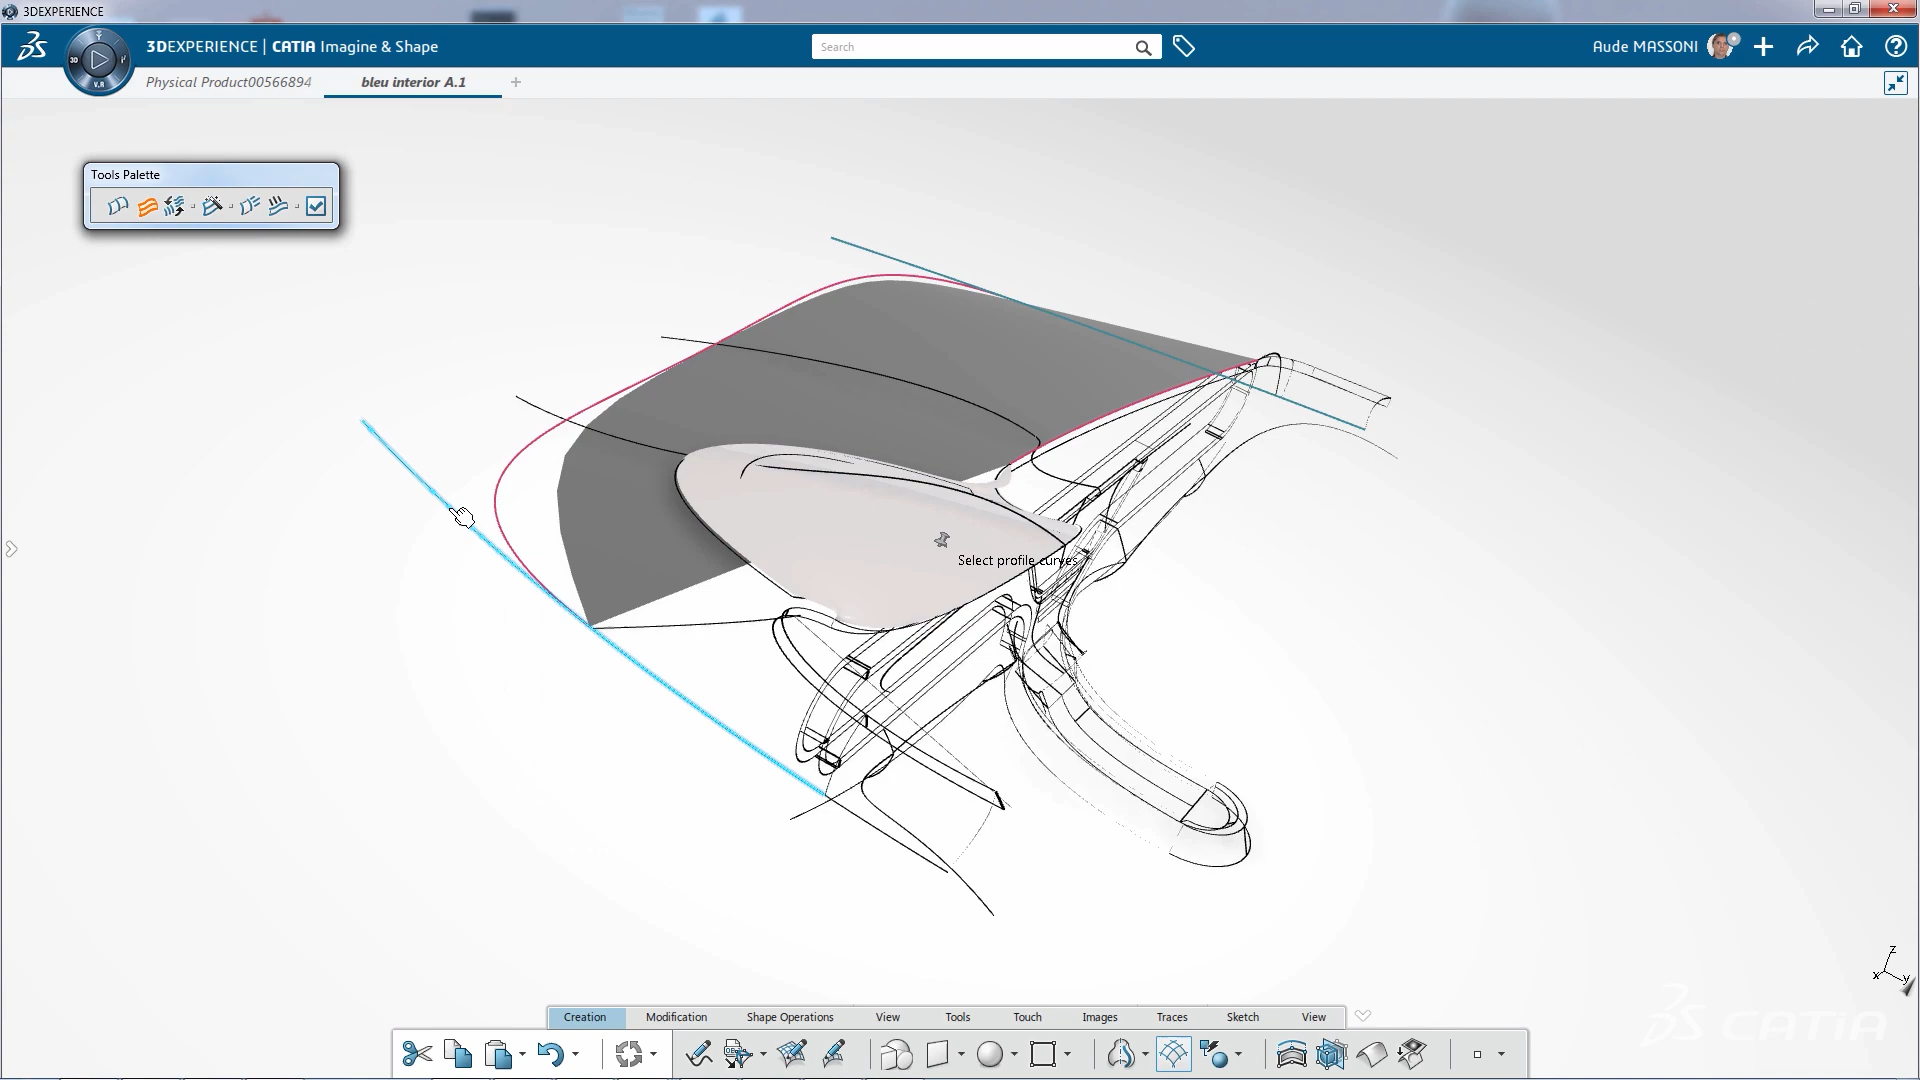 3DEXPERIENCE
3DEXPERIENCE | CATIA Imagine & Shape
Search
Aude MASSONI
3D
V.R
Physical Product00566894
bleu interior A.1
Tools Palette
Select profile curves
z
x
y
CATIA
Creation
Modification
Shape Operations
View
Tools
Touch
Images
Traces
Sketch
View